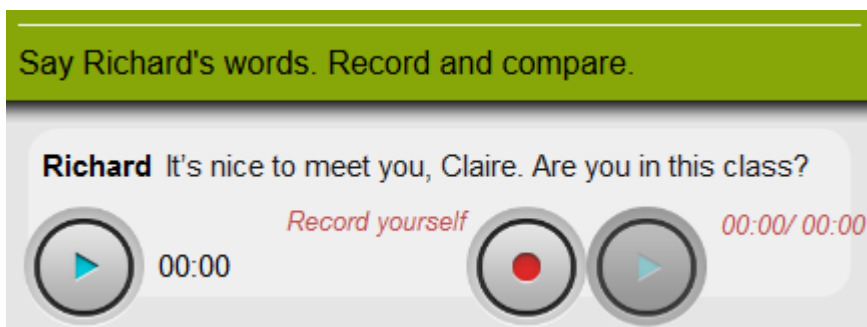 Say Richard's words. Record and compare.
Richard It's nice to meet you, Claire. Are you in this class?
Record yourself
00:00/ 00:00
00:00